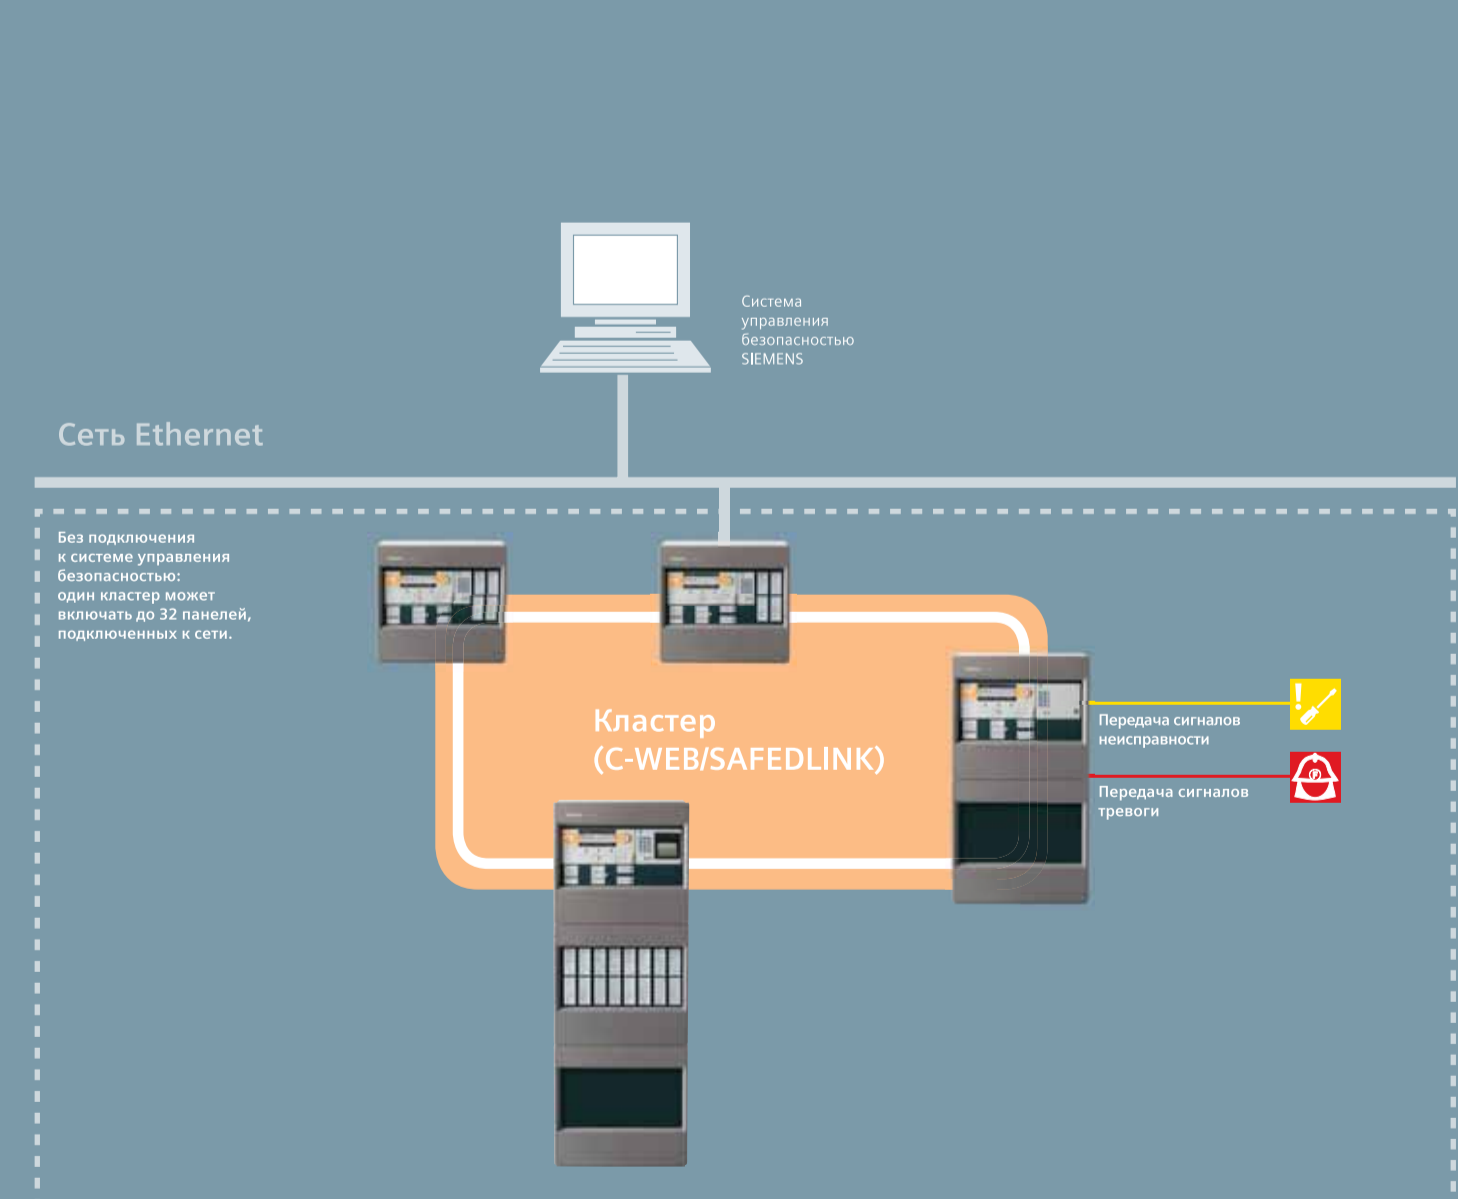 Система
управления
безопасностью
SIEMENS
Сеть Ethernet
Без подключения
к системе управления
безопасностью:
один кластер может
включать до 32 панелей,
подключенных к сети.
Кластер
(C-WEB/SAFEDLINK)
Передача сигналов
неисправности
Передача сигналов
тревоги